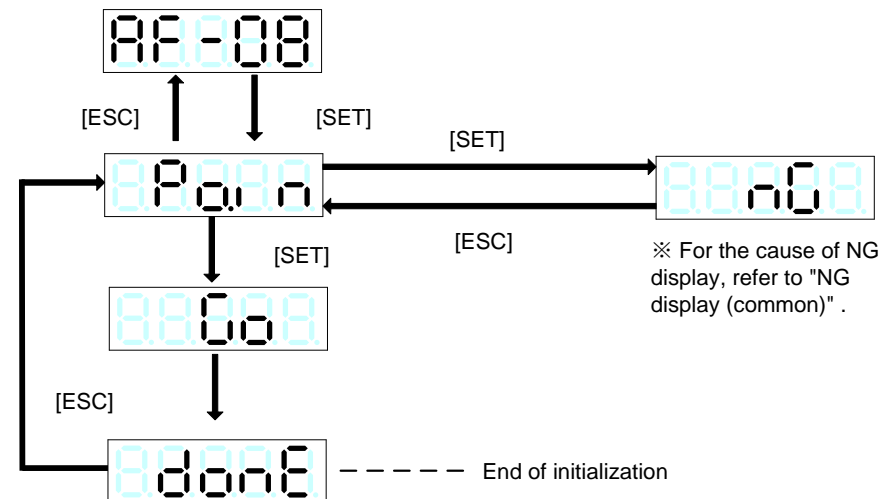 AF-08
[ESC]
[SET]
[SET]
Po.i n
[ESC]
nG
[SET]
※ For the cause of NG
display, refer to "NG
display (common)" .
Go
[ESC]
donE
End of initialization